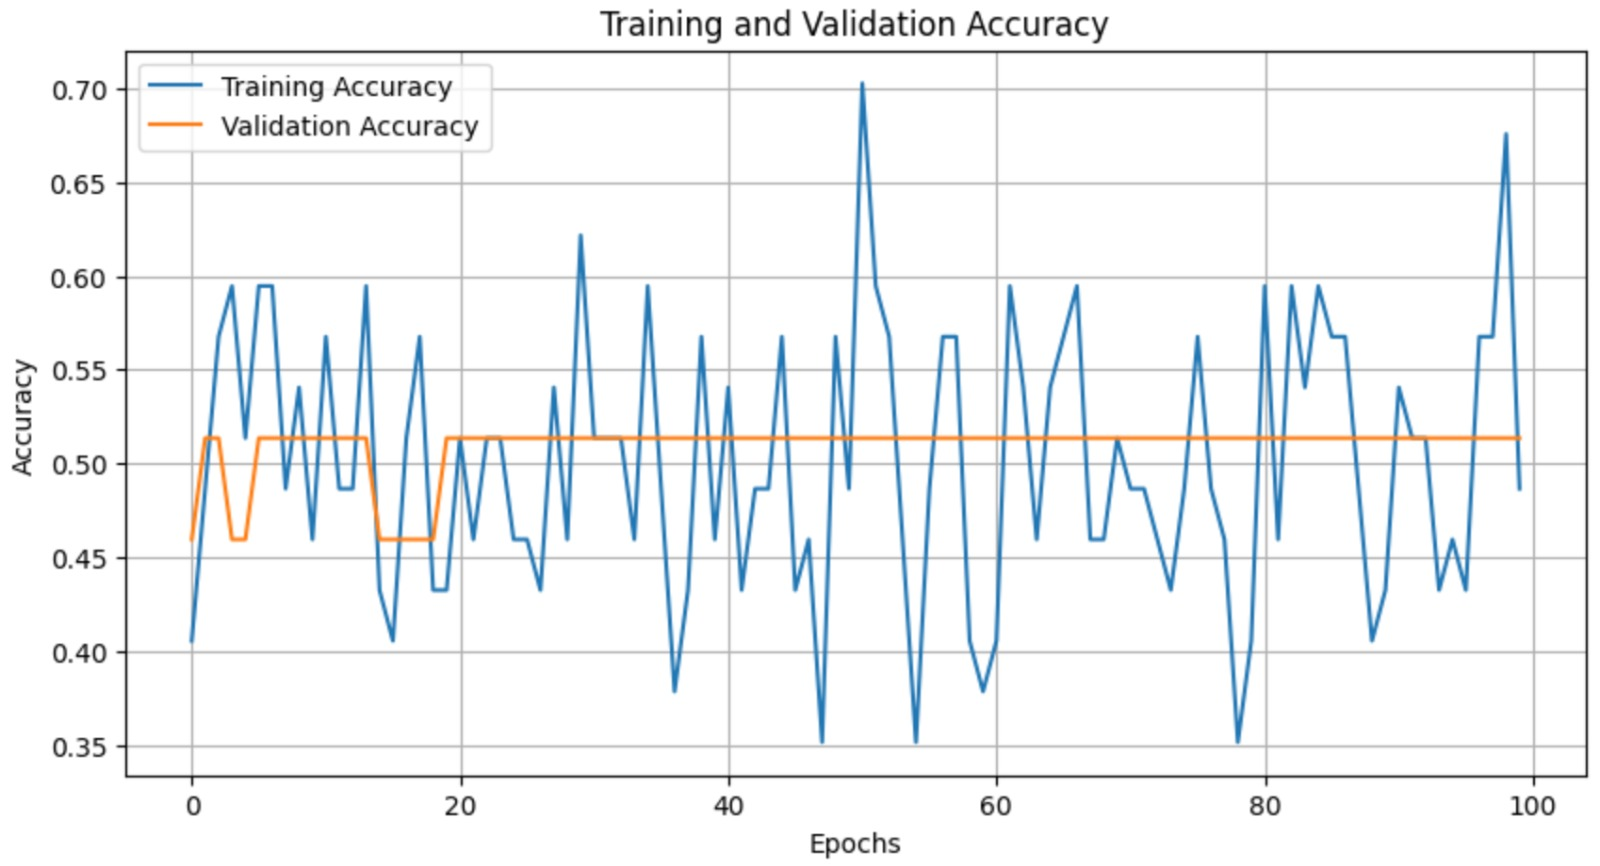 Training and Validation Accuracy
Training Accuracy
Validation Accuracy
0.70
0.65
0.60
0.55
0.50
0.45
0.40
0.35
Accuracy
0 20 40 60 80 100
Epochs